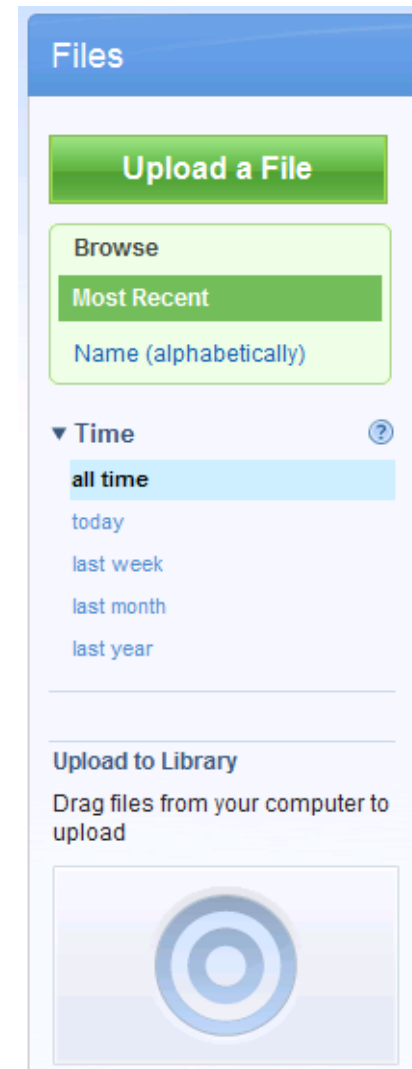 Files
Upload a File
Browse
Most Recent
Name (alphabetically)
▼ Time ?
all time
today
last week
last month
last year
Upload to Library
Drag files from your computer to
upload